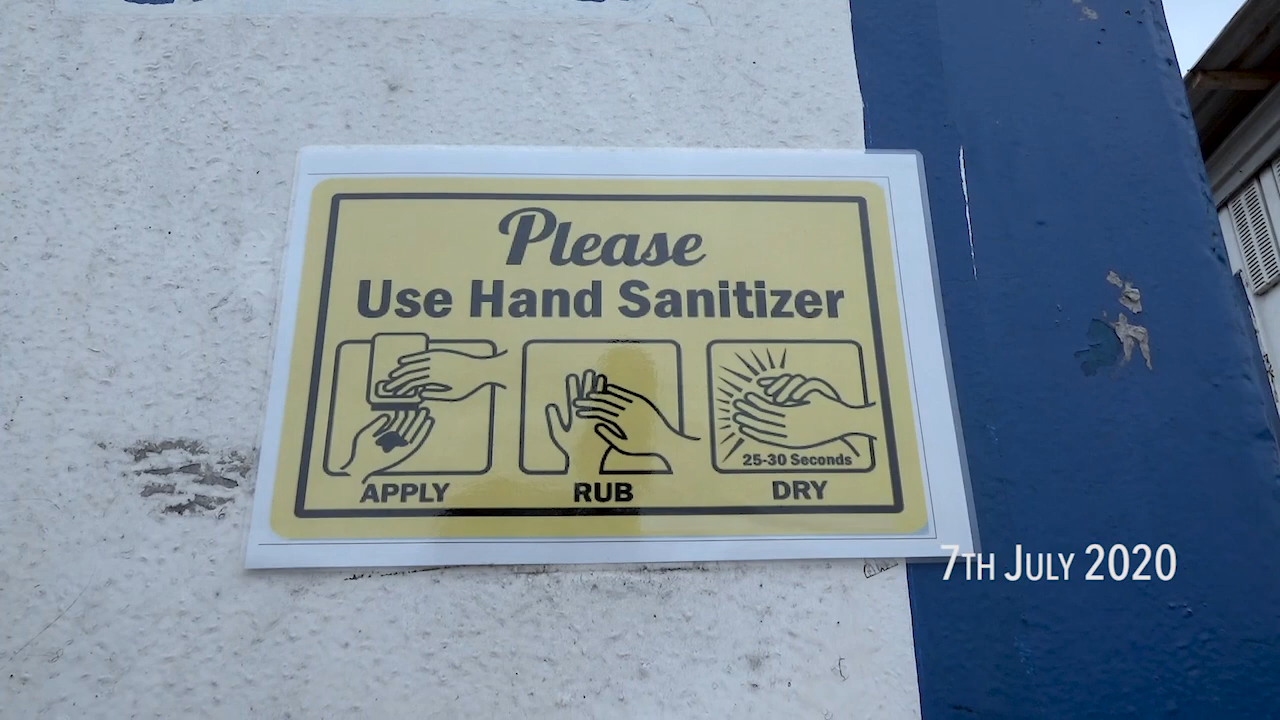 Please
Use Hand Sanitizer
25-30 Seconds
APPLY RUB DRY
7TH JULY 2020